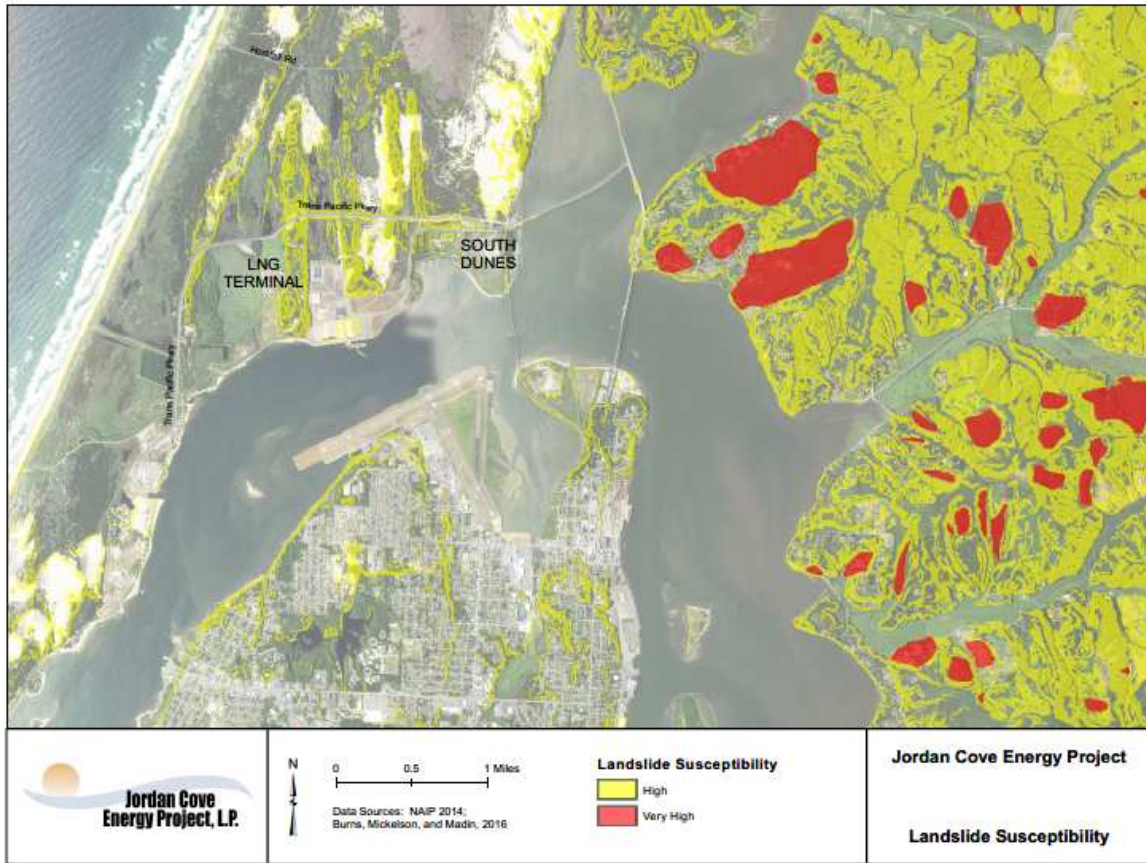 Horsfall Rd
Trans Pacific Pkwy
LNG
TERMINAL
SOUTH
DUNES
Trans Pacific Pkwy
Jordan Cove
Energy Project, L.P.
N
0 0.5 1 Miles
Data Sources: NAIP 2014;
Burns, Mickelson, and Madin, 2016
Landslide Susceptibility
High
Very High
Jordan Cove Energy Project
Landslide Susceptibility